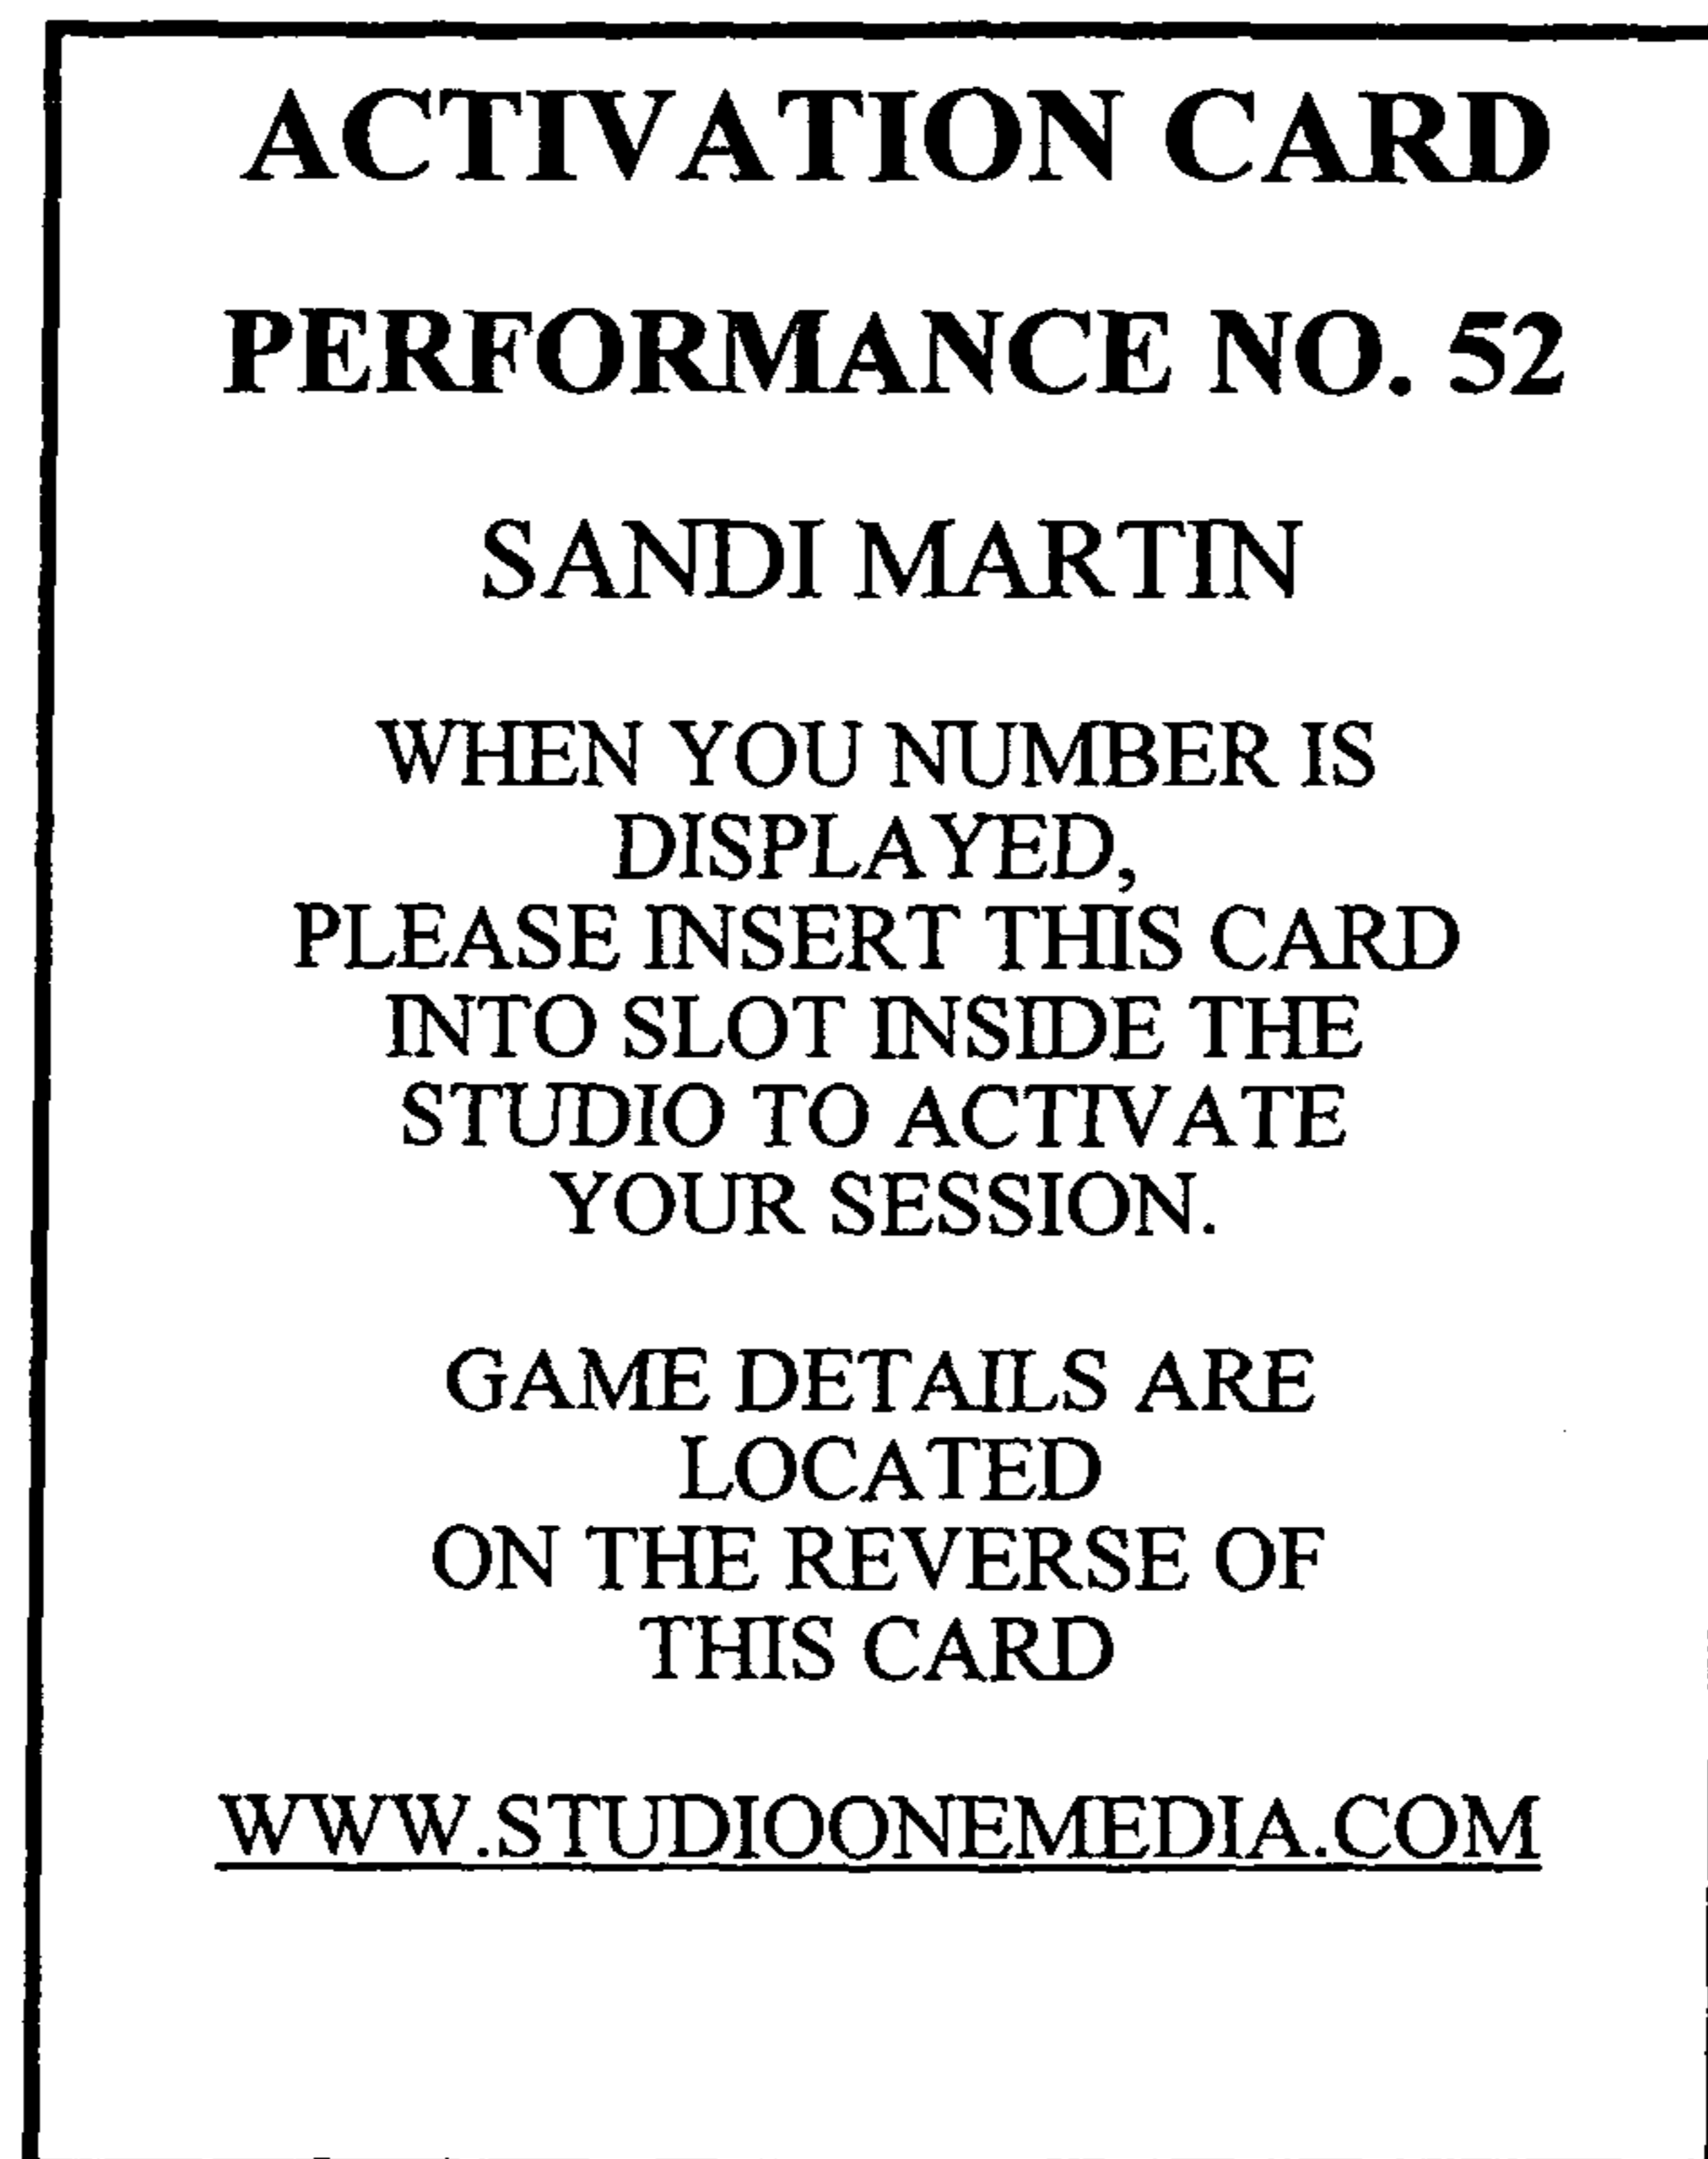 ACTIVATION CARD
PERFORMANCE NO. 52
SANDI MARTIN
WHEN YOU NUMBER IS
DISPLAYED,
PLEASE INSERT THIS CARD
INTO SLOT INSIDE THE
STUDIO TO ACTIVATE
YOUR SESSION.
GAME DETAILS ARE
LOCATED
ON THE REVERSE OF
THIS CARD
WWW.STUDIOONEMEDIA.COM